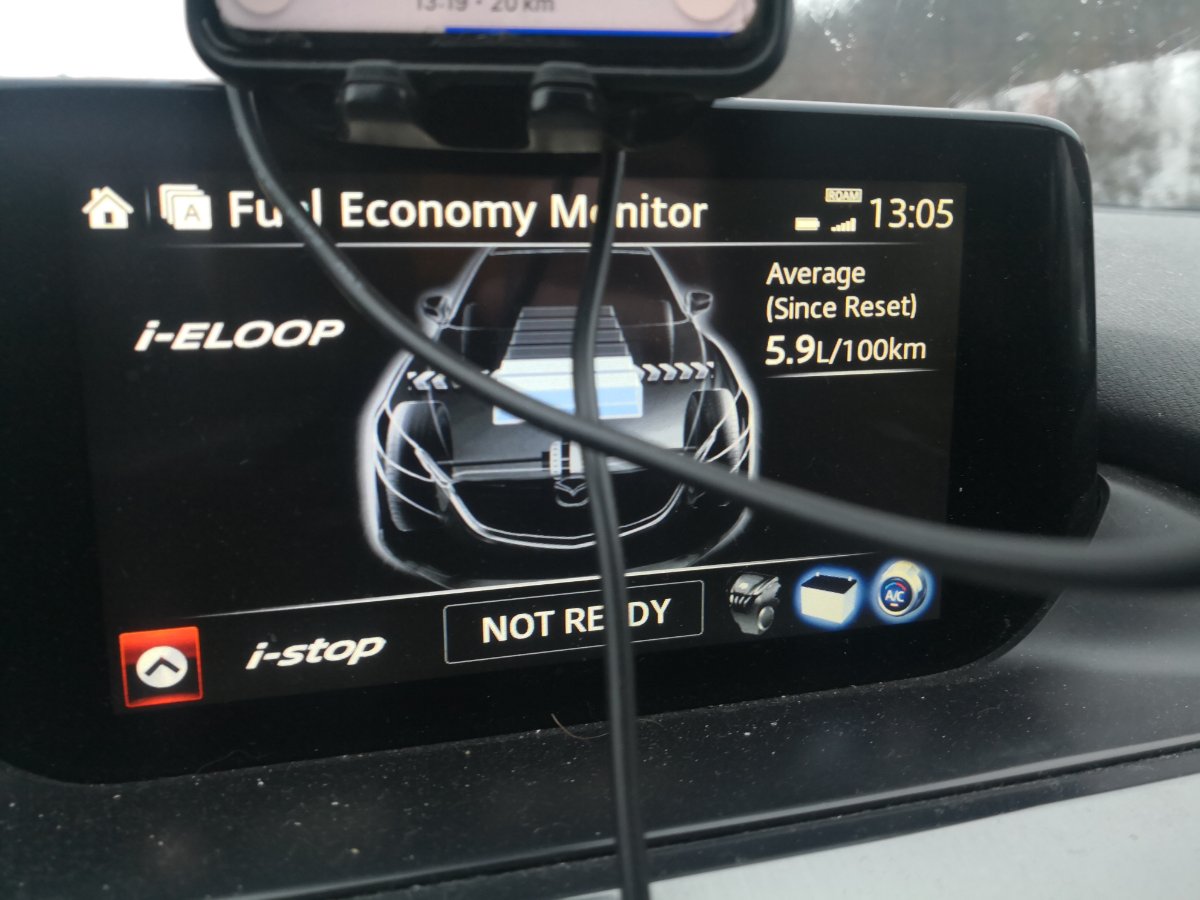 13:19 · 20 km
A Fuel Economy Monitor ROAM 13:05
Average
(Since Reset)
5.9L/100km
i-ELOOP
i-stop NOT READY
A/C